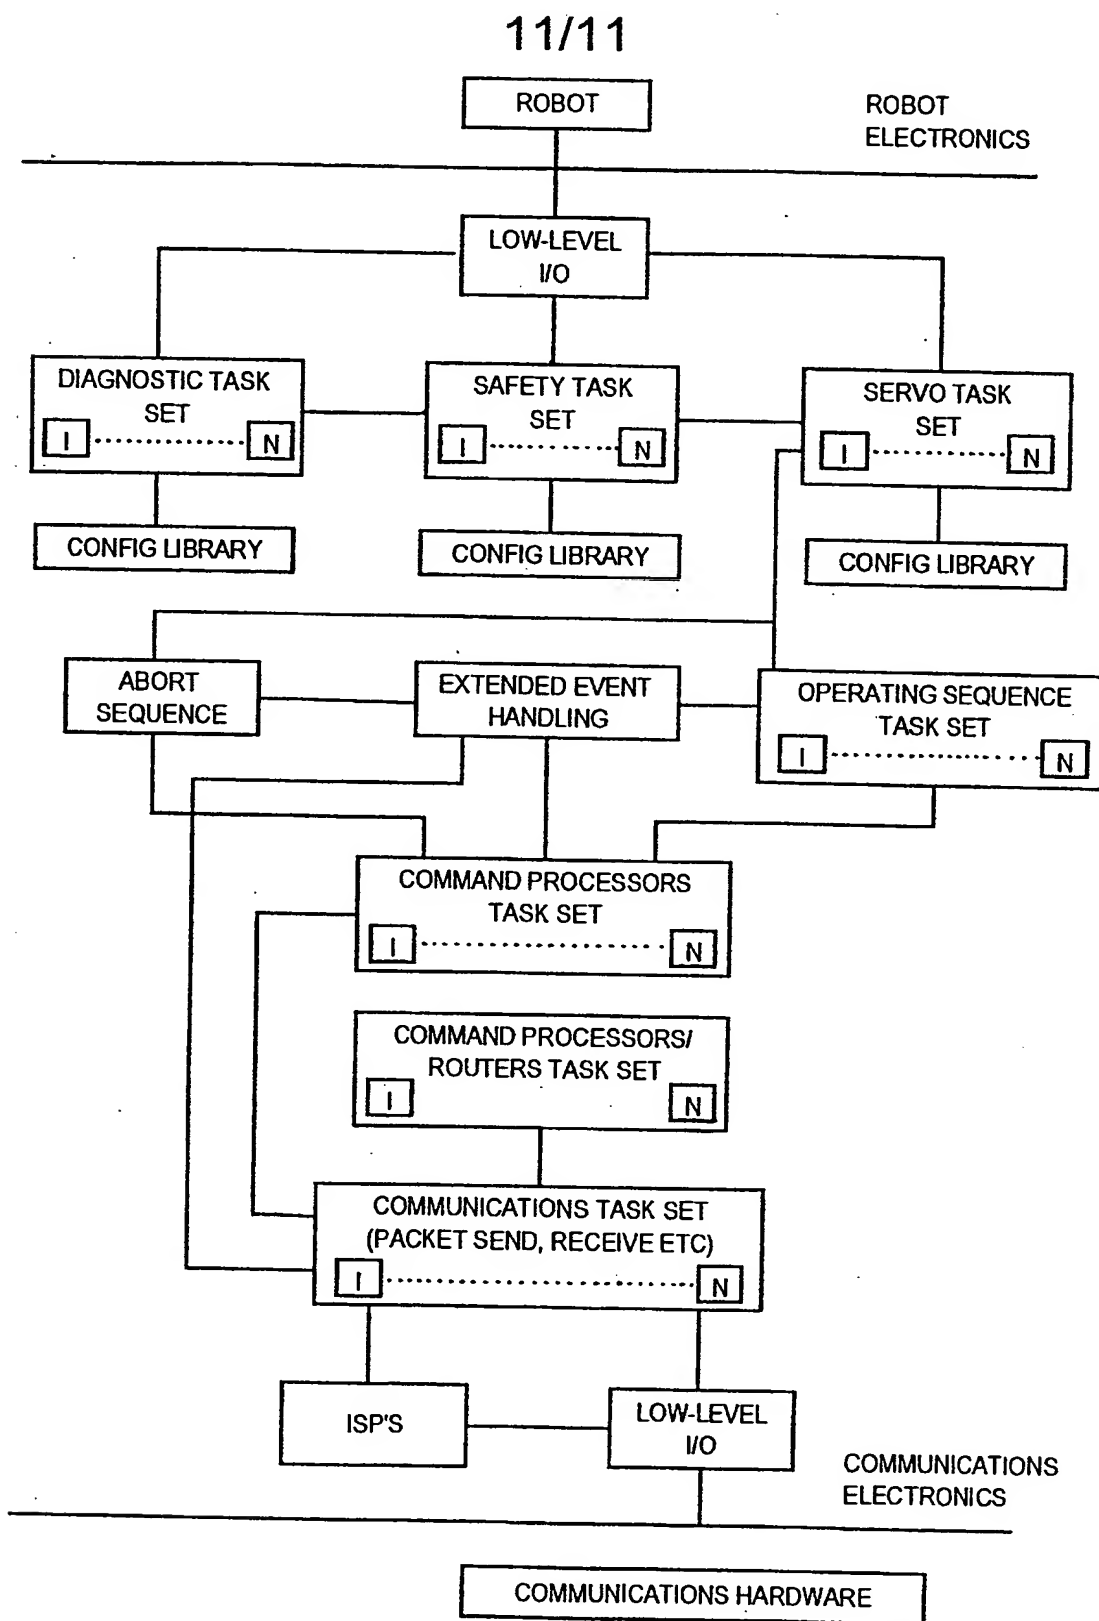 11/11
ROBOT
ROBOT
ELECTRONICS
LOW-LEVEL
I/O
DIAGNOSTIC TASK
SET
I N
SAFETY TASK
SET
I N
SERVO TASK
SET
I N
CONFIG LIBRARY
CONFIG LIBRARY
CONFIG LIBRARY
ABORT
SEQUENCE
EXTENDED EVENT
HANDLING
OPERATING SEQUENCE
TASK SET
I N
COMMAND PROCESSORS
TASK SET
I N
COMMAND PROCESSORS/
ROUTERS TASK SET
I N
COMMUNICATIONS TASK SET
(PACKET SEND, RECEIVE ETC)
I N
ISP'S
LOW-LEVEL
I/O
COMMUNICATIONS
ELECTRONICS
COMMUNICATIONS HARDWARE